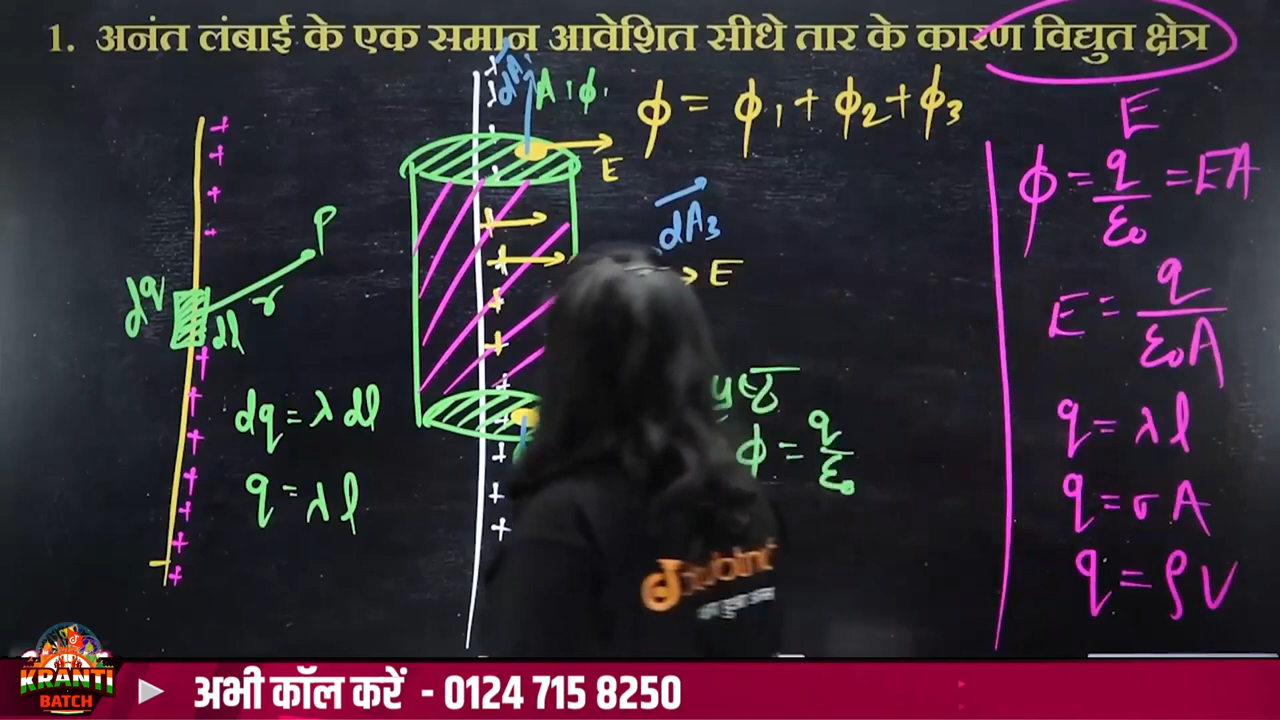 1. अनंत लंबाई के एक समान आवेशित सीधे तार के कारण विद्युत क्षेत्र
dA₁
A₁ϕ₁
ϕ = ϕ₁ + ϕ₂ + ϕ₃
E
dA₃
E
P
r
dq
dl
dq = λ dl
q = λ l
ϕ = q/ε₀
E
ϕ = q/ε₀ = EA
E = q/ε₀A
q = λ l
q = σ A
q = ρ V
KRANTI
BATCH
अभी कॉल करें - 0124 715 8250